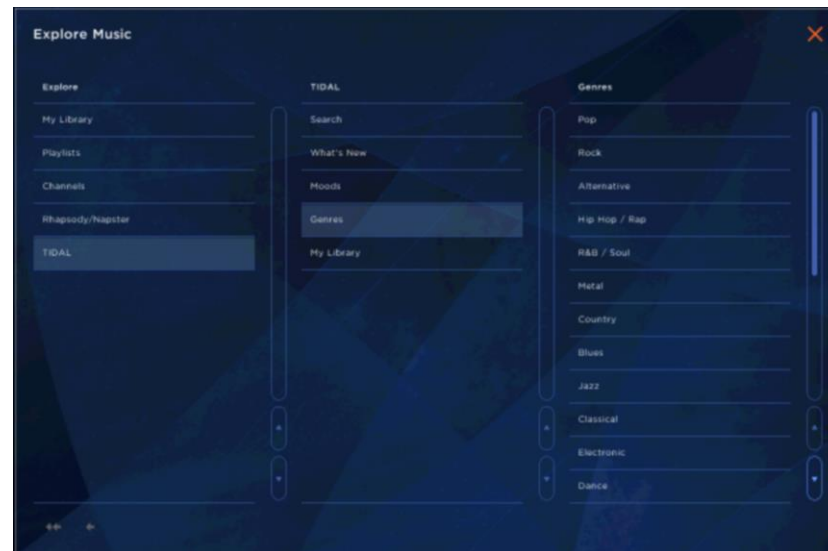 Explore Music
Explore
My Library
Playlists
Channels
Rhapsody/Napster
TIDAL
TIDAL
Search
What's New
Moods
Genres
My Library
Genres
Pop
Rock
Alternative
Hip Hop / Rap
R&B / Soul
Metal
Country
Blues
Jazz
Classical
Electronic
Dance